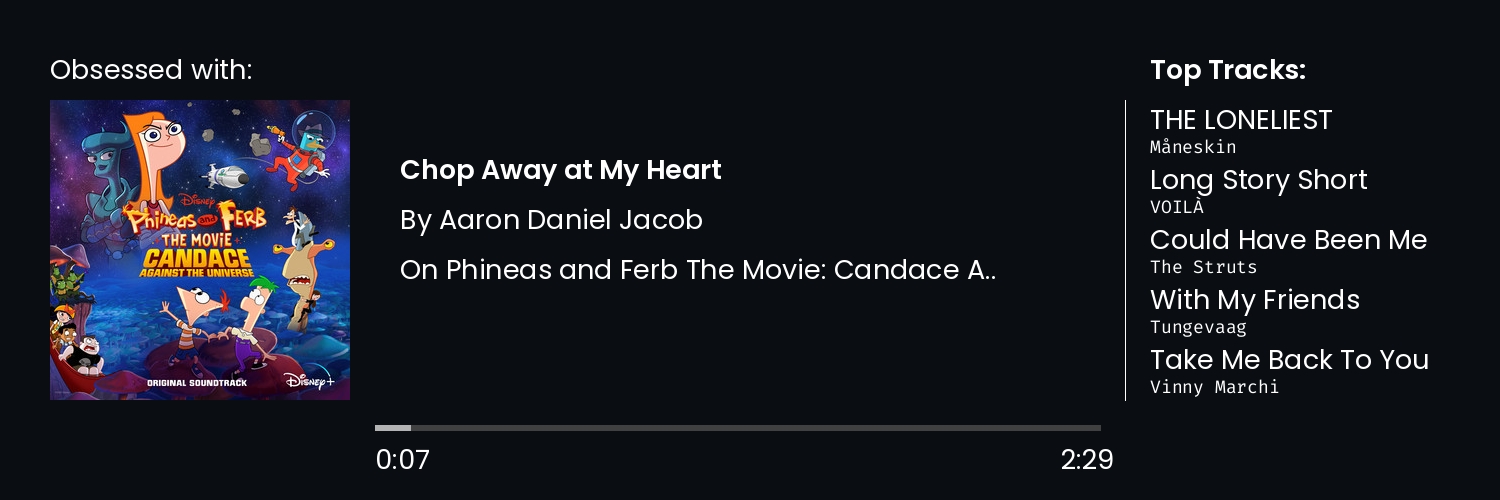 Obsessed with:
Disney
Phineas and Ferb
THE MOVIE
CANDACE
AGAINST THE UNIVERSE
ORIGINAL SOUNDTRACK
Disney+
Chop Away at My Heart
By Aaron Daniel Jacob
On Phineas and Ferb The Movie: Candace A..
0:07
2:29
Top Tracks:
THE LONELIEST
Måneskin
Long Story Short
VOILÀ
Could Have Been Me
The Struts
With My Friends
Tungevaag
Take Me Back To You
Vinny Marchi